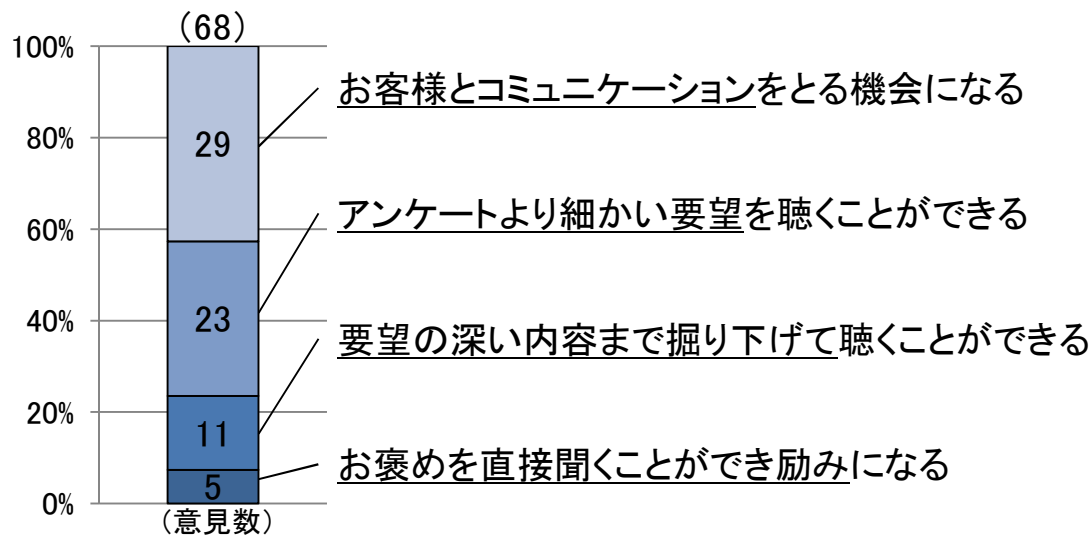 (68)
100%
29
お客様とコミュニケーションをとる機会になる
80%
アンケートより細かい要望を聴くことができる
60%
23
40%
要望の深い内容まで掘り下げて聴くことができる
20%
11
お褒めを直接聞くことができ励みになる
5
0%
(意見数)